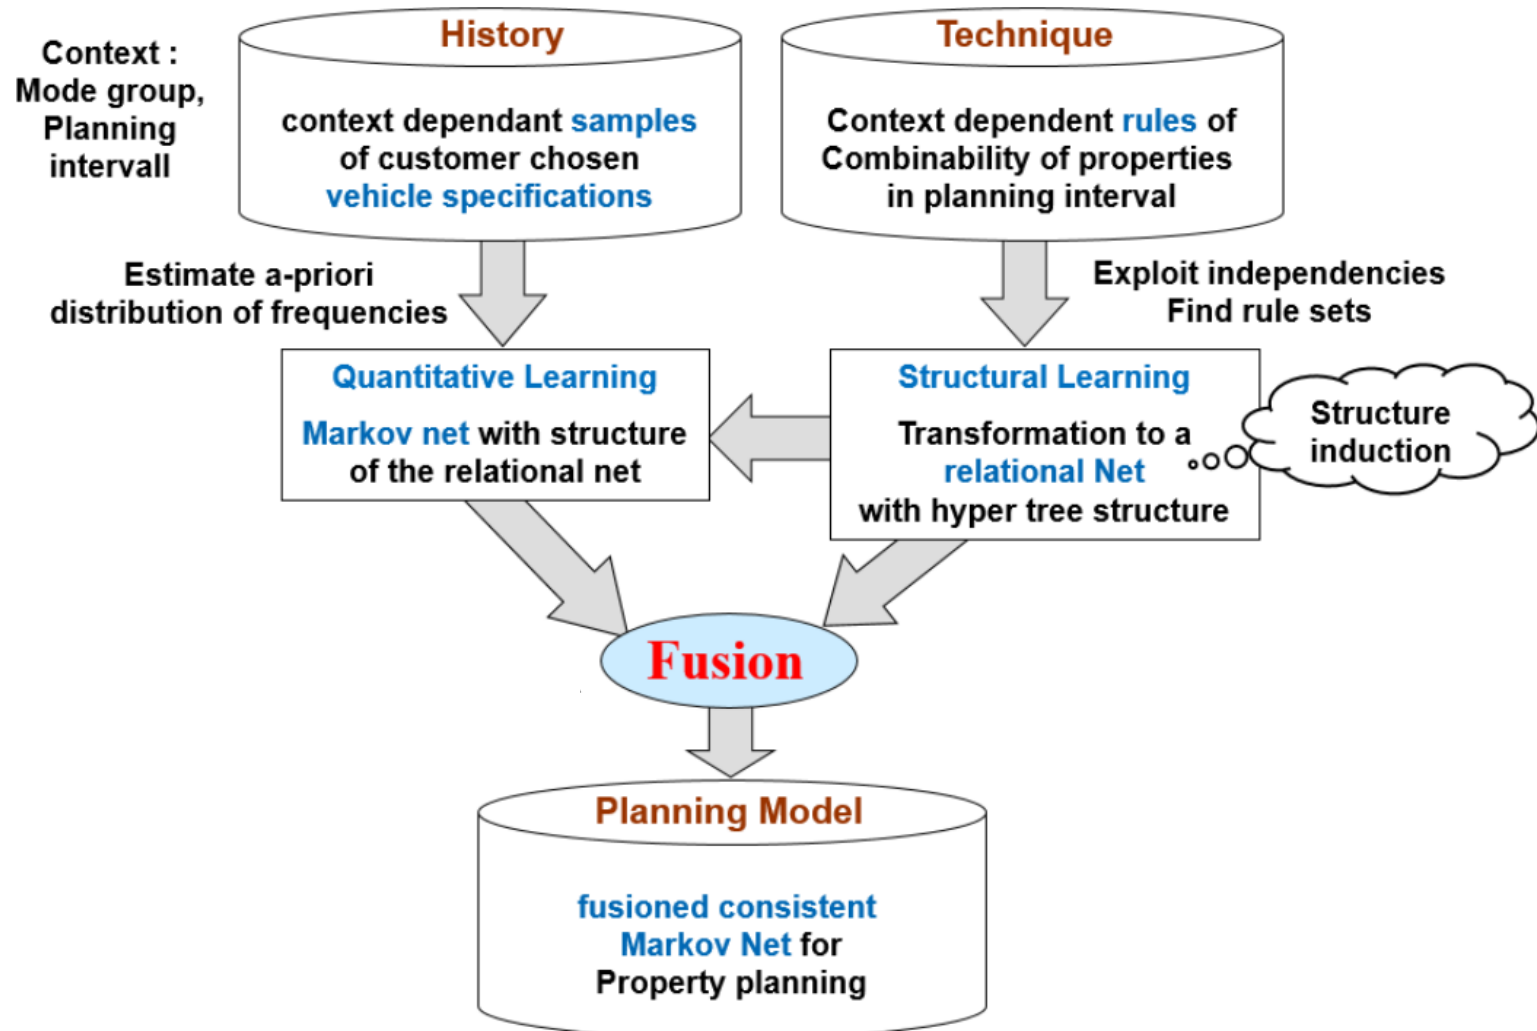 Context :
Mode group,
Planning
intervall
History
context dependant samples
of customer chosen
vehicle specifications
Technique
Context dependent rules of
Combinability of properties
in planning interval
Estimate a-priori
distribution of frequencies
Exploit independencies
Find rule sets
Quantitative Learning
Markov net with structure
of the relational net
Structural Learning
Transformation to a
relational Net
with hyper tree structure
Structure
induction
Fusion
Planning Model
fusioned consistent
Markov Net for
Property planning